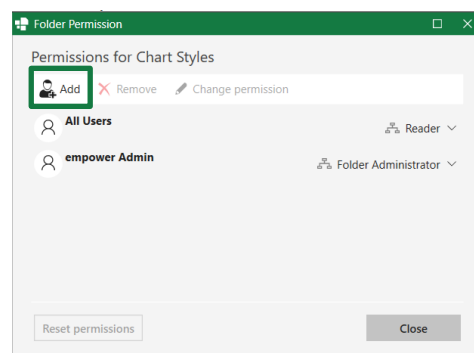 Folder Permission
Permissions for Chart Styles
Add Remove Change permission
All Users Reader
empower Admin Folder Administrator
Reset permissions Close